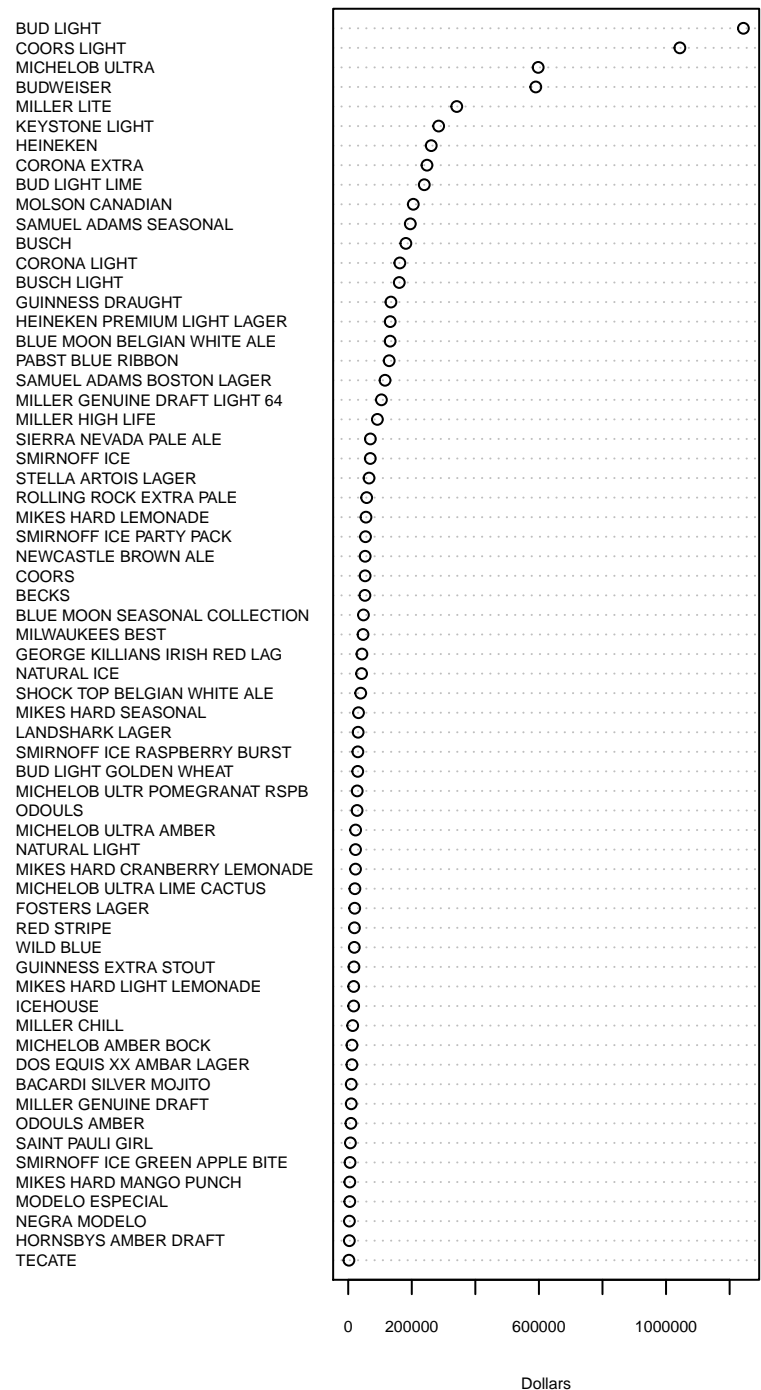 BUD LIGHT
COORS LIGHT
MICHELOB ULTRA
BUDWEISER
MILLER LITE
KEYSTONE LIGHT
HEINEKEN
CORONA EXTRA
BUD LIGHT LIME
MOLSON CANADIAN
SAMUEL ADAMS SEASONAL
BUSCH
CORONA LIGHT
BUSCH LIGHT
GUINNESS DRAUGHT
HEINEKEN PREMIUM LIGHT LAGER
BLUE MOON BELGIAN WHITE ALE
PABST BLUE RIBBON
SAMUEL ADAMS BOSTON LAGER
MILLER GENUINE DRAFT LIGHT 64
MILLER HIGH LIFE
SIERRA NEVADA PALE ALE
SMIRNOFF ICE
STELLA ARTOIS LAGER
ROLLING ROCK EXTRA PALE
MIKES HARD LEMONADE
SMIRNOFF ICE PARTY PACK
NEWCASTLE BROWN ALE
COORS
BECKS
BLUE MOON SEASONAL COLLECTION
MILWAUKEES BEST
GEORGE KILLIANS IRISH RED LAG
NATURAL ICE
SHOCK TOP BELGIAN WHITE ALE
MIKES HARD SEASONAL
LANDSHARK LAGER
SMIRNOFF ICE RASPBERRY BURST
BUD LIGHT GOLDEN WHEAT
MICHELOB ULTR POMEGRANAT RSPB
ODOULS
MICHELOB ULTRA AMBER
NATURAL LIGHT
MIKES HARD CRANBERRY LEMONADE
MICHELOB ULTRA LIME CACTUS
FOSTERS LAGER
RED STRIPE
WILD BLUE
GUINNESS EXTRA STOUT
MIKES HARD LIGHT LEMONADE
ICEHOUSE
MILLER CHILL
MICHELOB AMBER BOCK
DOS EQUIS XX AMBAR LAGER
BACARDI SILVER MOJITO
MILLER GENUINE DRAFT
ODOULS AMBER
SAINT PAULI GIRL
SMIRNOFF ICE GREEN APPLE BITE
MIKES HARD MANGO PUNCH
MODELO ESPECIAL
NEGRA MODELO
HORNSBYS AMBER DRAFT
TECATE
0 200000 600000 1000000
Dollars